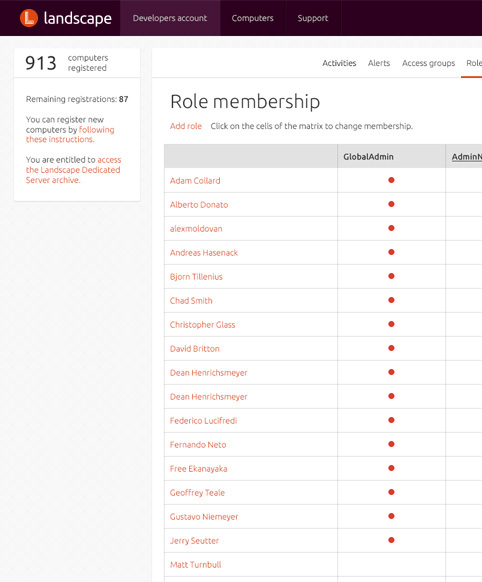 landscape
Developers account
Computers
Support
913 computers
registered
Remaining registrations: 87
You can register new
computers by following
these instructions.
You are entitled to access
the Landscape Dedicated
Server archive.
Activities
Alerts
Access groups
Role membership
Add role
Click on the cells of the matrix to change membership.
GlobalAdmin
Adam Collard
Alberto Donato
alexmoldovan
Andreas Hasenack
Bjorn Tillenius
Chad Smith
Christopher Glass
David Britton
Dean Henrichsmeyer
Dean Henrichsmeyer
Federico Lucifredi
Fernando Neto
Free Ekanayaka
Geoffrey Teale
Gustavo Niemeyer
Jerry Seutter
Matt Turnbull